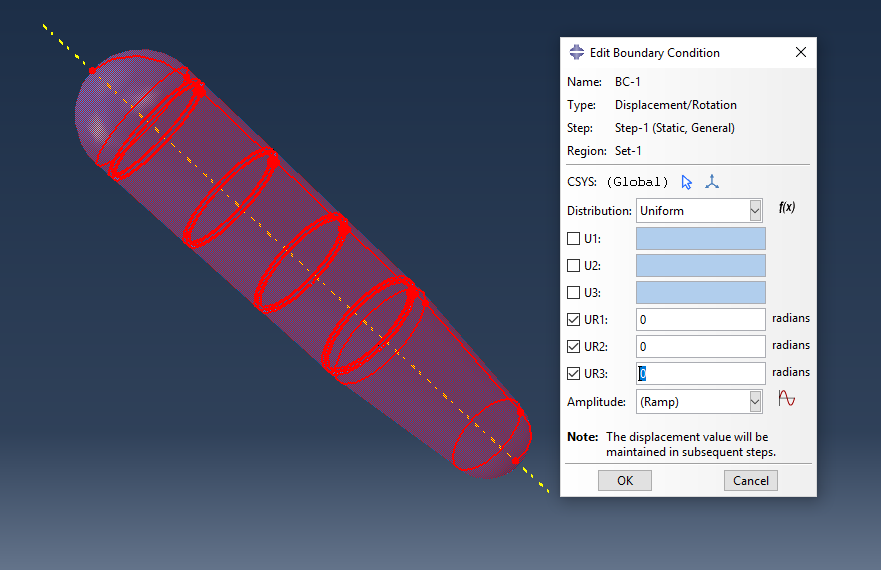 Edit Boundary Condition
Name: BC-1
Type: Displacement/Rotation
Step: Step-1 (Static, General)
Region: Set-1
CSYS: (Global)
Distribution: Uniform f(x)
U1:
U2:
U3:
UR1: 0 radians
UR2: 0 radians
UR3: 0 radians
Amplitude: (Ramp)
Note: The displacement value will be
maintained in subsequent steps.
OK Cancel